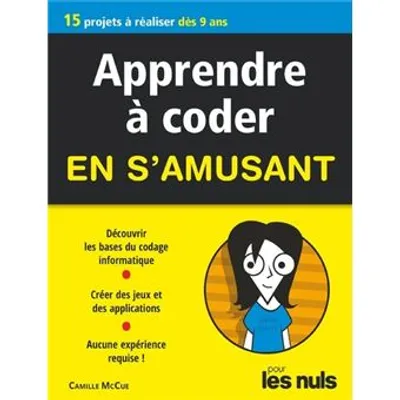 15 projets à réaliser dès 9 ans
Apprendre
à coder
EN S'AMUSANT
Découvrir
les bases du codage
informatique
Créer des jeux et
des applications
Aucune expérience
requise !
CAMILLE MCCUE
pour
les nuls